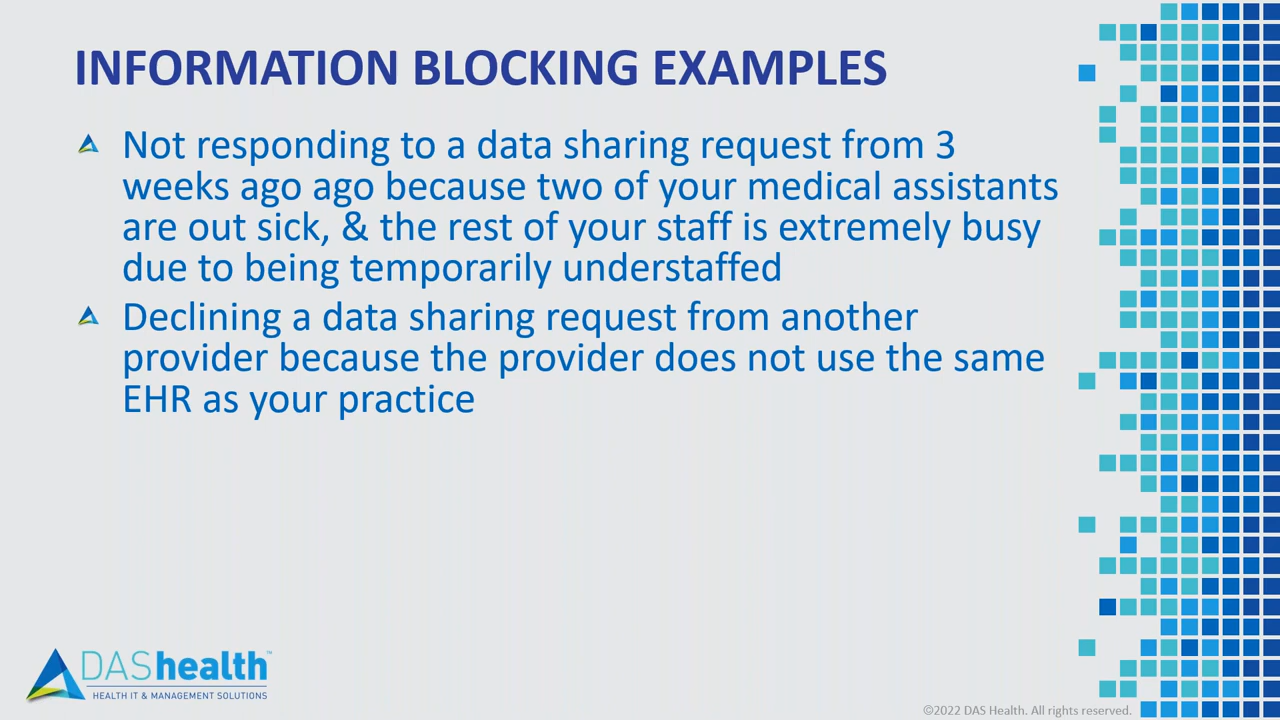 INFORMATION BLOCKING EXAMPLES
Not responding to a data sharing request from 3
weeks ago ago because two of your medical assistants
are out sick, & the rest of your staff is extremely busy
due to being temporarily understaffed
Declining a data sharing request from another
provider because the provider does not use the same
EHR as your practice
DAShealth™
HEALTH IT & MANAGEMENT SOLUTIONS
©2022 DAS Health. All rights reserved.